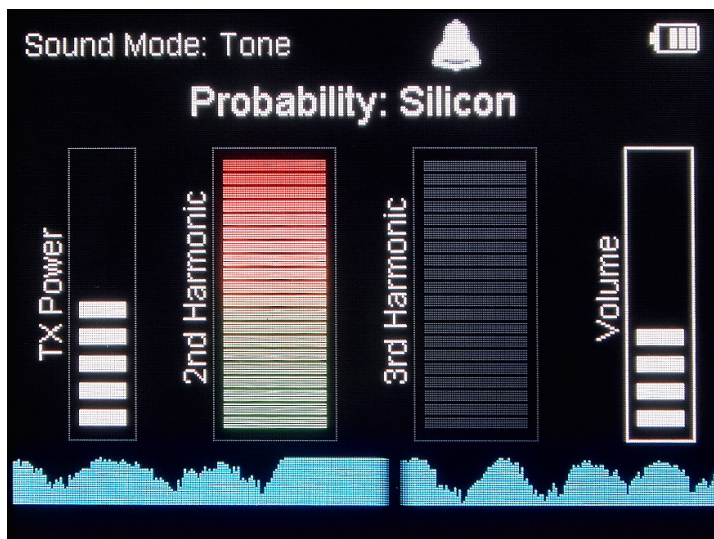 Sound Mode: Tone
Probability: Silicon
TX Power
2nd Harmonic
3rd Harmonic
Volume